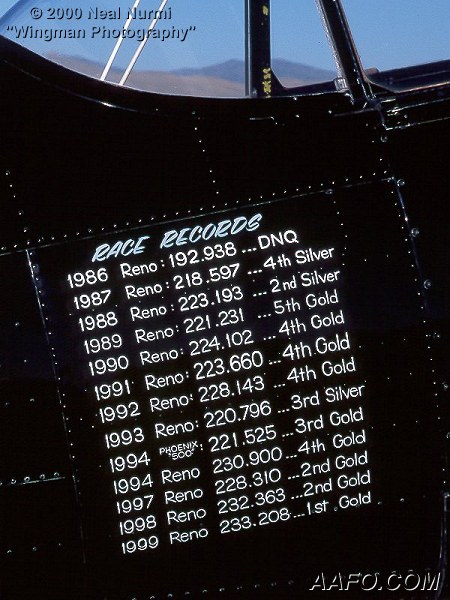 © 2000 Neal Nurmi
"Wingman Photography"
RACE RECORDS
1986 Reno: 192.938 ... DNQ
1987 Reno: 218.597 ... 4th Silver
1988 Reno: 223.193 ... 2nd Silver
1989 Reno: 221.231 ... 5th Gold
1990 Reno: 224.102 ... 4th Gold
1991 Reno: 223.660 ... 4th Gold
1992 Reno: 228.143 ... 4th Gold
1993 Reno: 220.796 ... 3rd Silver
1994 PHOENIX "500". 221.525 ... 3rd Gold
1994 Reno 230.900 ... 4th Gold
1997 Reno 228.310 ... 2nd Gold
1998 Reno 232.363 ... 2nd Gold
1999 Reno 233.208 ... 1st Gold
AAFO.COM